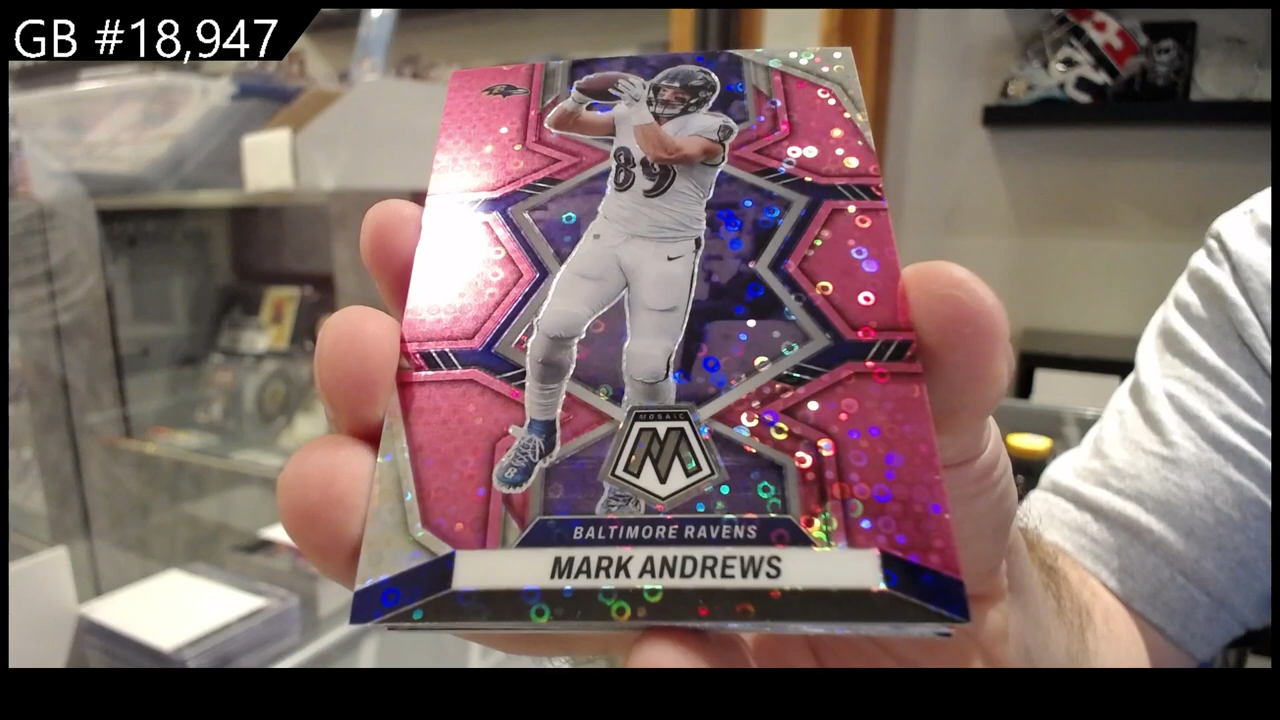 GB #18,947
89
MOSAIC
M
BALTIMORE RAVENS
MARK ANDREWS